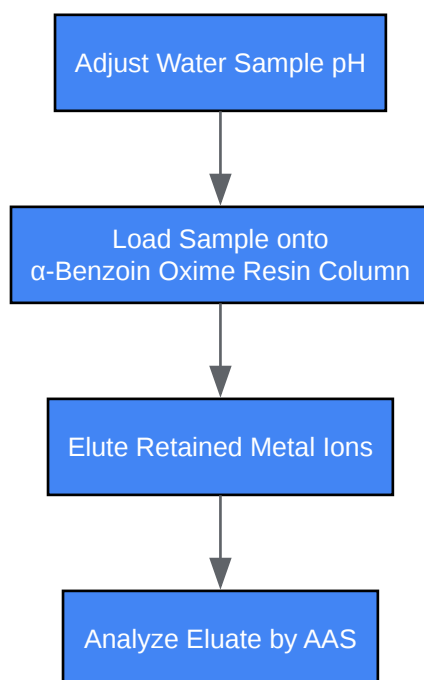 Adjust Water Sample pH
Load Sample onto
α-Benzoin Oxime Resin Column
Elute Retained Metal Ions
Analyze Eluate by AAS